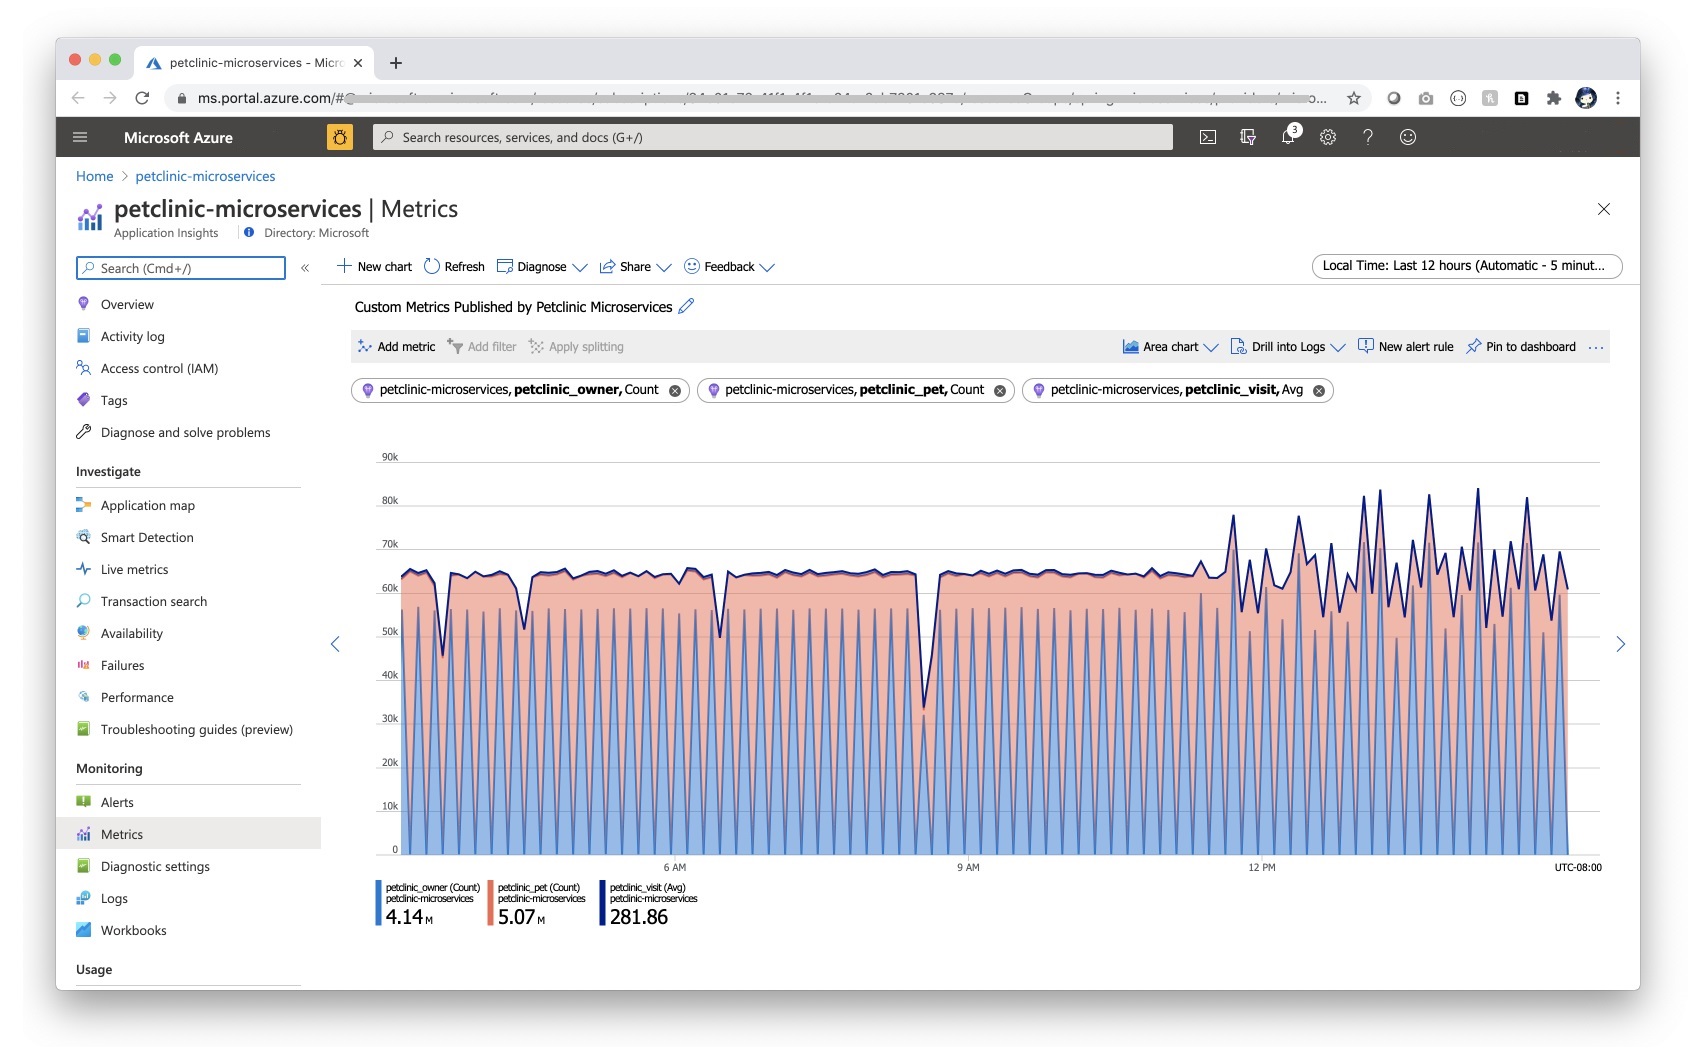 petclinic-microservices - Micro
ms.portal.azure.com/#@
Microsoft Azure
Search resources, services, and docs (G+/)
3
Home > petclinic-microservices
petclinic-microservices | Metrics
Application Insights
Directory: Microsoft
Search (Cmd+/)
«
New chart
Refresh
Diagnose
Share
Feedback
Local Time: Last 12 hours (Automatic - 5 minut...
Overview
Activity log
Access control (IAM)
Tags
Diagnose and solve problems
Investigate
Application map
Smart Detection
Live metrics
Transaction search
Availability
Failures
Performance
Troubleshooting guides (preview)
Monitoring
Alerts
Metrics
Diagnostic settings
Logs
Workbooks
Usage
Custom Metrics Published by Petclinic Microservices
Add metric
Add filter
Apply splitting
Area chart
Drill into Logs
New alert rule
Pin to dashboard
...
petclinic-microservices, petclinic_owner, Count
petclinic-microservices, petclinic_pet, Count
petclinic-microservices, petclinic_visit, Avg
90k
80k
70k
60k
50k
40k
30k
20k
10k
0
6 AM
9 AM
12 PM
UTC-08:00
petclinic_owner (Count)
petclinic-microservices
4.14 M
petclinic_pet (Count)
petclinic-microservices
5.07 M
petclinic_visit (Avg)
petclinic-microservices
281.86